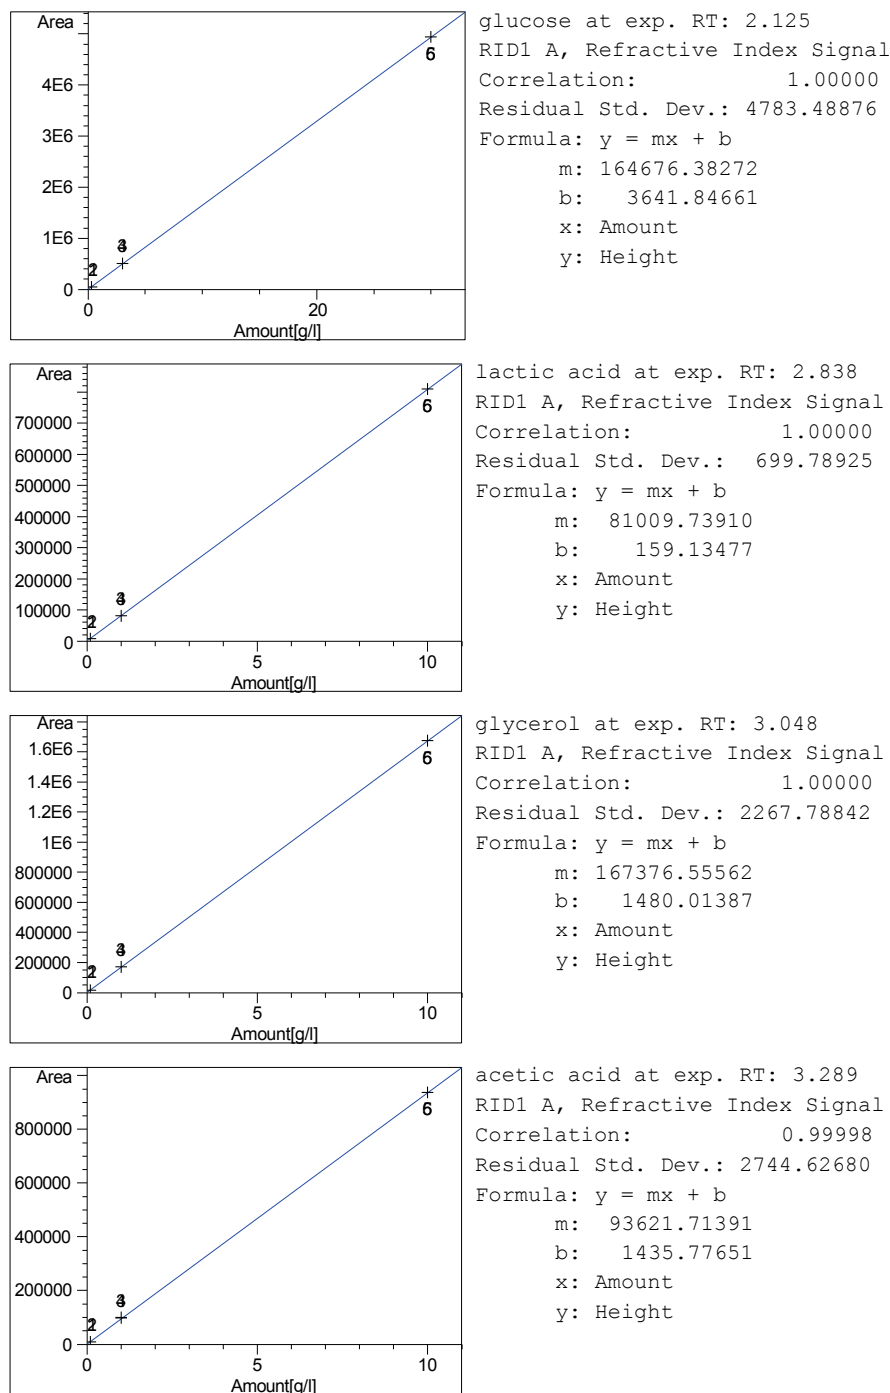 Area
4E6
3E6
2E6
1E6
0
0
20
Amount[g/l]
6
glucose at exp. RT: 2.125
RID1 A, Refractive Index Signal
Correlation: 1.00000
Residual Std. Dev.: 4783.48876
Formula: y = mx + b
m: 164676.38272
b: 3641.84661
x: Amount
y: Height
Area
700000
600000
500000
400000
300000
200000
100000
0
0
5
10
Amount[g/l]
6
lactic acid at exp. RT: 2.838
RID1 A, Refractive Index Signal
Correlation: 1.00000
Residual Std. Dev.: 699.78925
Formula: y = mx + b
m: 81009.73910
b: 159.13477
x: Amount
y: Height
Area
1.6E6
1.4E6
1.2E6
1E6
800000
600000
400000
200000
0
0
5
10
Amount[g/l]
6
glycerol at exp. RT: 3.048
RID1 A, Refractive Index Signal
Correlation: 1.00000
Residual Std. Dev.: 2267.78842
Formula: y = mx + b
m: 167376.55562
b: 1480.01387
x: Amount
y: Height
Area
800000
600000
400000
200000
0
0
5
10
Amount[g/l]
6
acetic acid at exp. RT: 3.289
RID1 A, Refractive Index Signal
Correlation: 0.99998
Residual Std. Dev.: 2744.62680
Formula: y = mx + b
m: 93621.71391
b: 1435.77651
x: Amount
y: Height